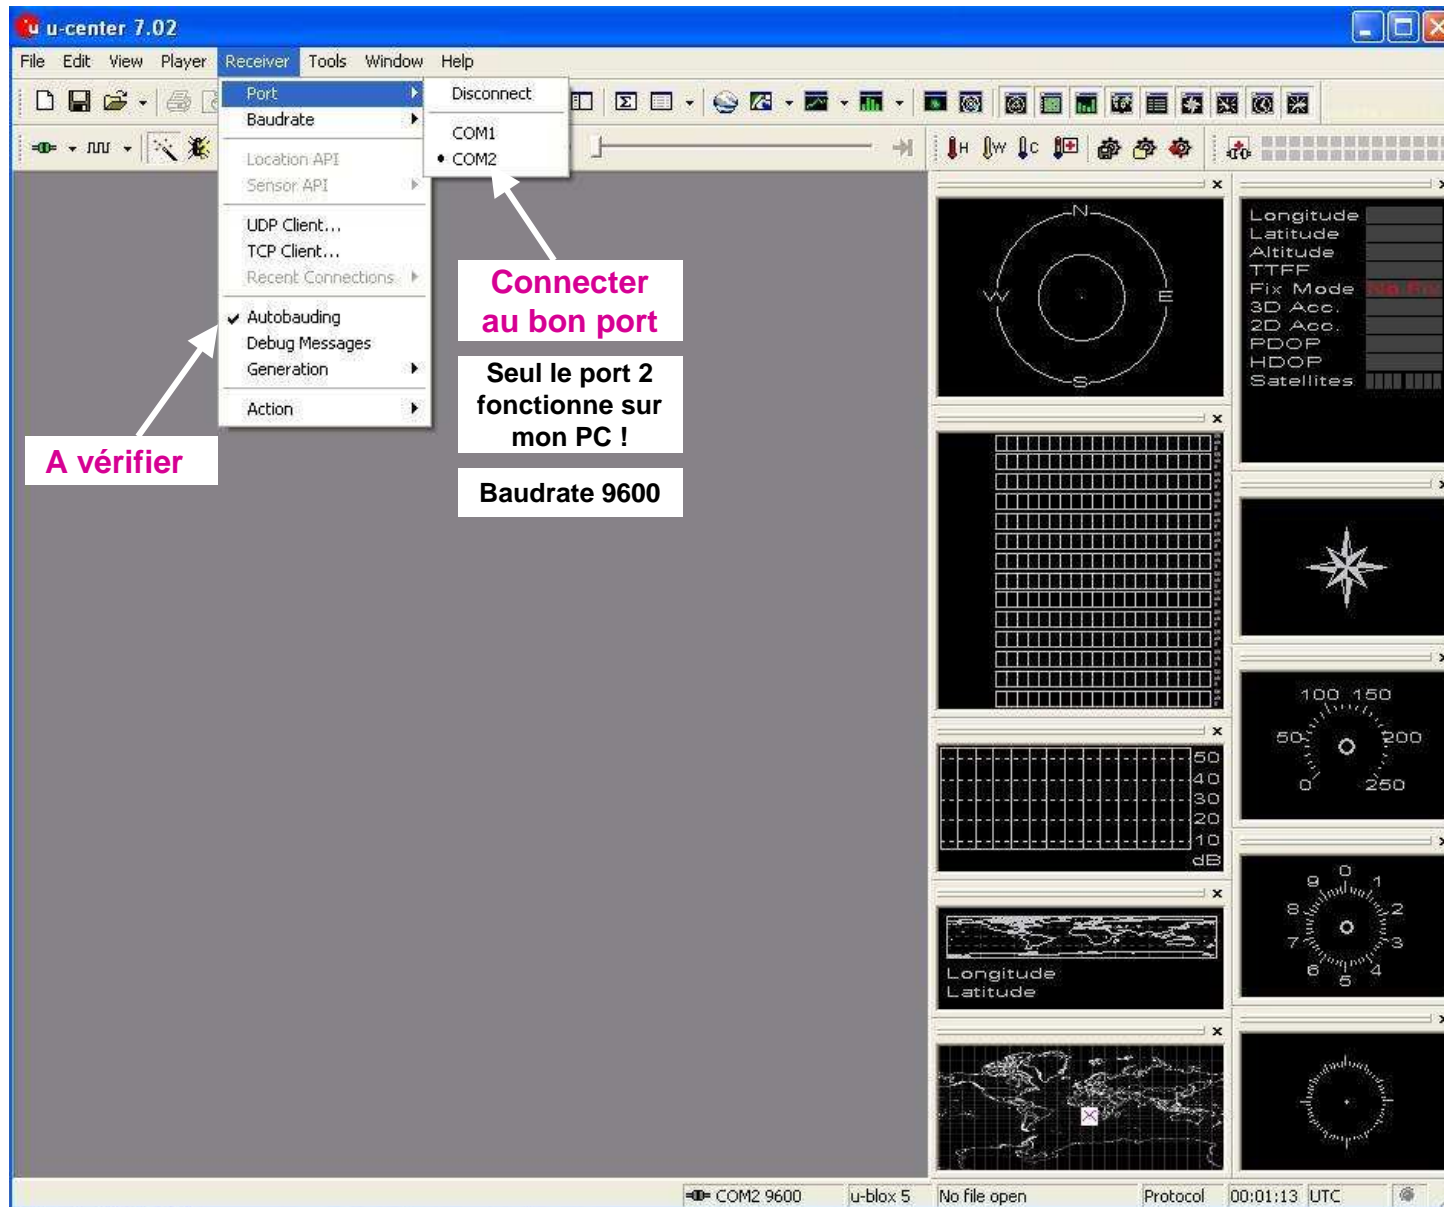 u-center 7.02
File Edit View Player Receiver Tools Window Help
Port
Baudrate
Location API
Sensor API
UDP Client...
TCP Client...
Recent Connections
Autobauding
Debug Messages
Generation
Action
Disconnect
COM1
COM2
Connecter
au bon port
Seul le port 2
fonctionne sur
mon PC !
Baudrate 9600
A vérifier
H W C
N
W E
S
Longitude
Latitude
Altitude
TTFF
Fix Mode No Fix
3D Acc.
2D Acc.
PDOP
HDOP
Satellites
50
40
30
20
10
dB
Longitude
Latitude
100 150
50 200
0 250
0
9 1
8 2
7 3
6 4
5
COM2 9600 u-blox 5 No file open Protocol 00:01:13 UTC